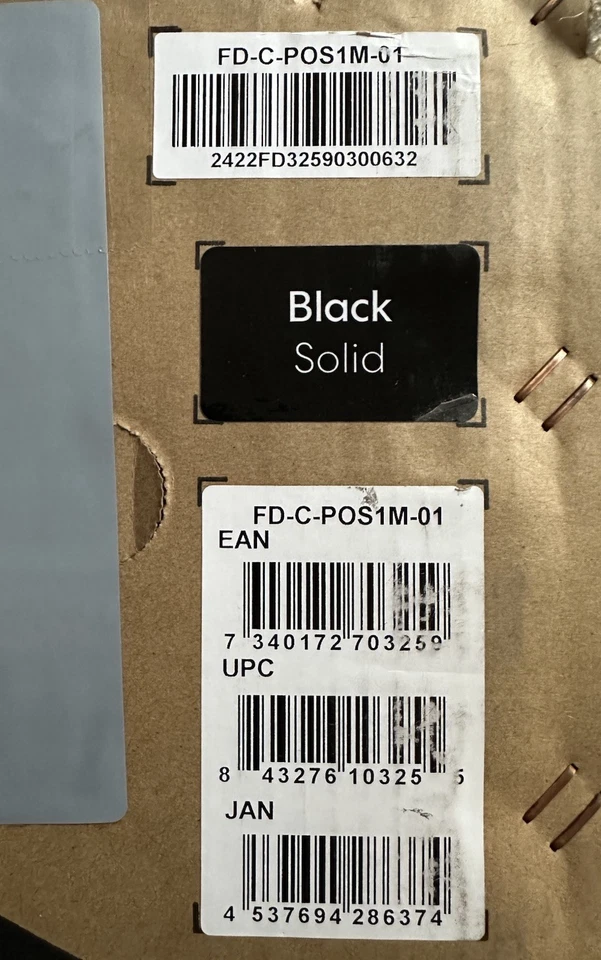 FD-C-POS1M-01
2422FD32590300632
Black
Solid
FD-C-POS1M-01
EAN
7 340172 703259
UPC
8 43276 10325 5
JAN
4 537694 286374